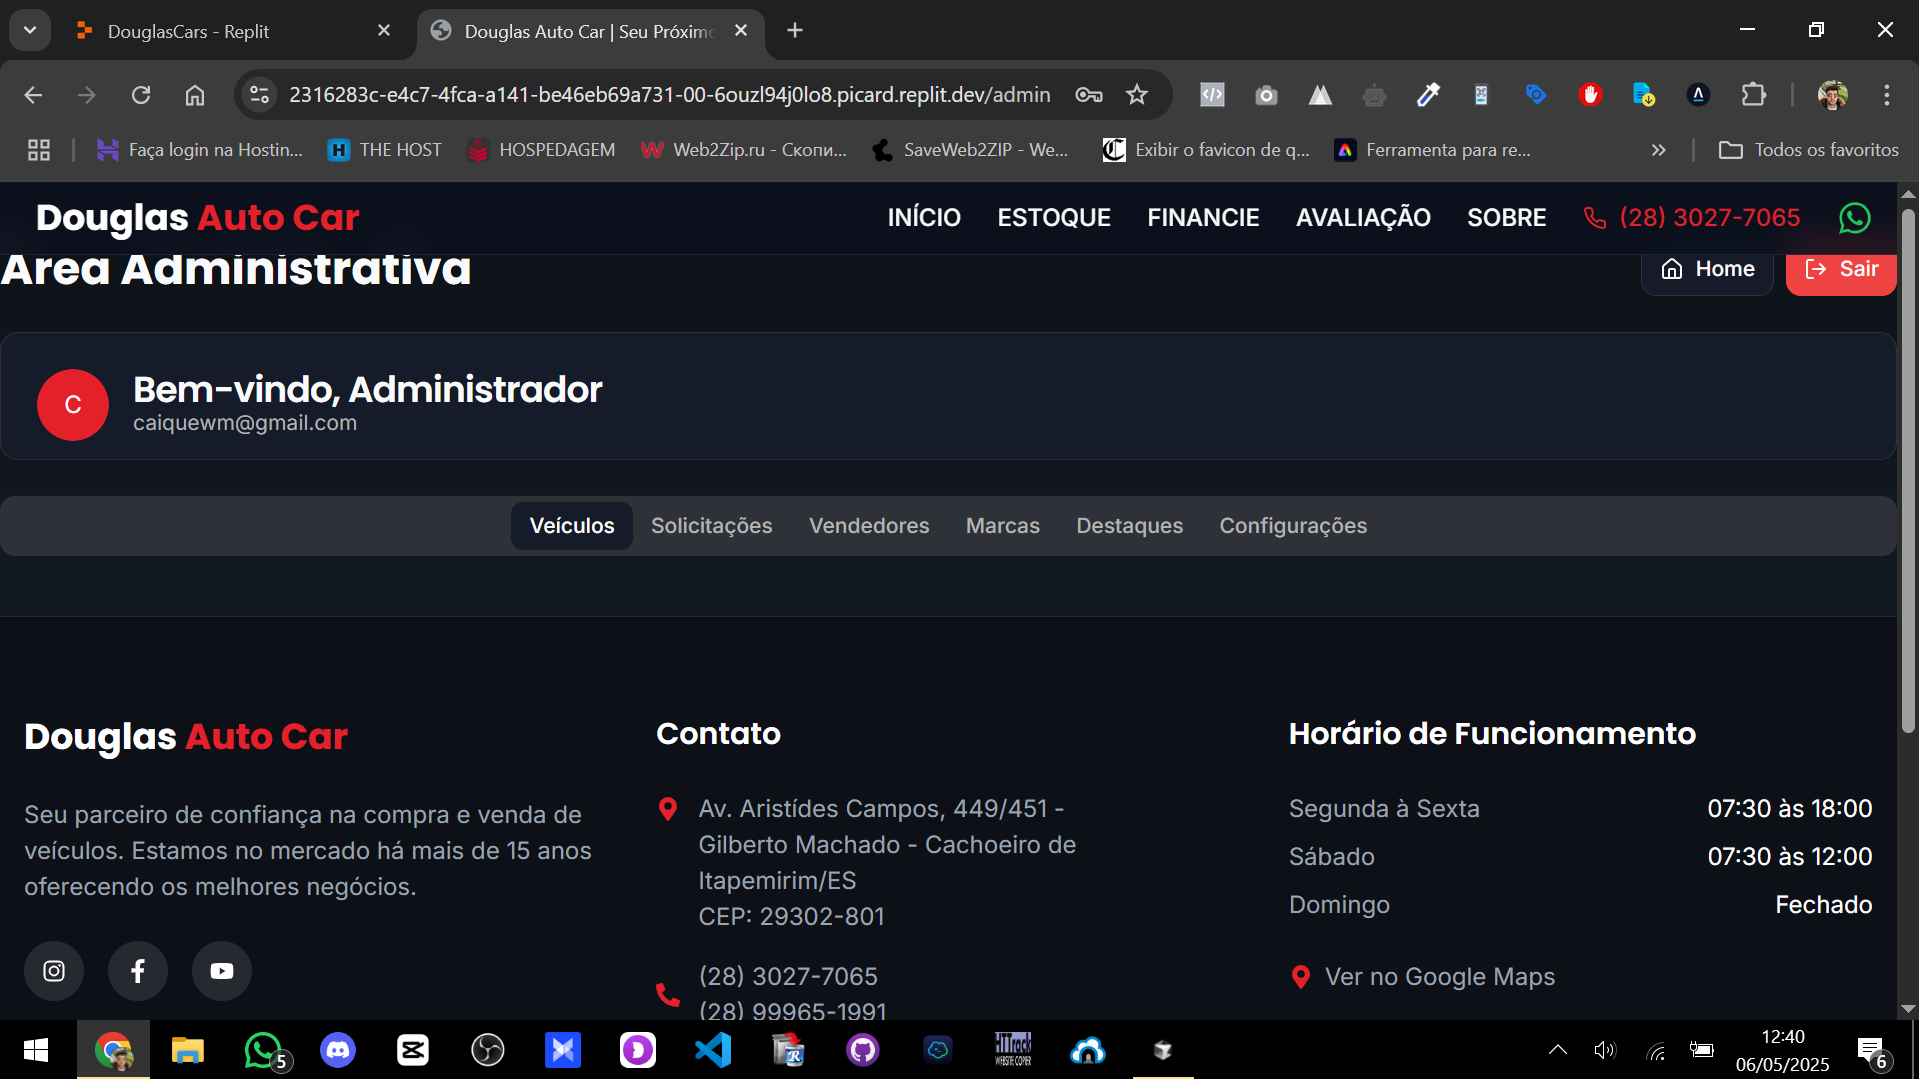 DouglasCars - Replit
Douglas Auto Car | Seu Próximo
2316283c-e4c7-4fca-a141-be46eb69a731-00-6ouzl94j0lo8.picard.replit.dev/admin
Faça login na Hostin...
THE HOST
HOSPEDAGEM
Web2Zip.ru - Скопи...
SaveWeb2ZIP - We...
Exibir o favicon de q...
Ferramenta para re...
Todos os favoritos
Douglas Auto Car
INÍCIO
ESTOQUE
FINANCIE
AVALIAÇÃO
SOBRE
(28) 3027-7065
Área Administrativa
Home
Sair
C
Bem-vindo, Administrador
caiquewm@gmail.com
Veículos
Solicitações
Vendedores
Marcas
Destaques
Configurações
Douglas Auto Car
Seu parceiro de confiança na compra e venda de
veículos. Estamos no mercado há mais de 15 anos
oferecendo os melhores negócios.
Contato
Av. Aristídes Campos, 449/451 -
Gilberto Machado - Cachoeiro de
Itapemirim/ES
CEP: 29302-801
(28) 3027-7065
(28) 99965-1991
Horário de Funcionamento
Segunda à Sexta 07:30 às 18:00
Sábado 07:30 às 12:00
Domingo Fechado
Ver no Google Maps
5
HTTrack
WEBSITE COPIER
12:40
06/05/2025
6